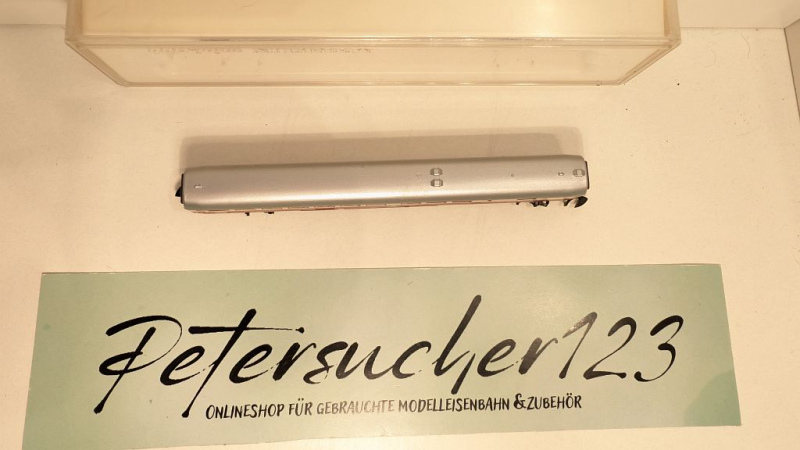 Petersucher123
ONLINESHOP FÜR GEBRAUCHTE MODELLEISENBAHN & ZUBEHÖR